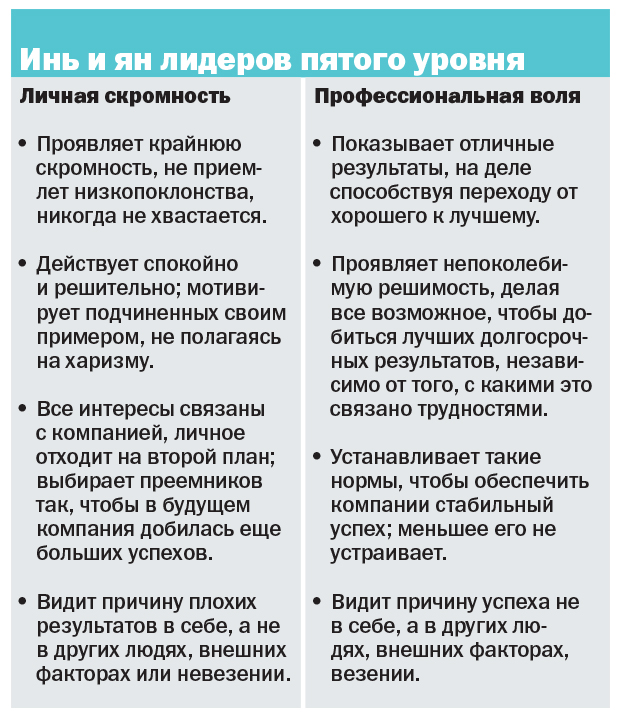 Инь и ян лидеров пятого уровня
Личная скромность
• Проявляет крайнюю
скромность, не прием-
лет низкопоклонства,
никогда не хвастается.
• Действует спокойно
и решительно; мотиви-
рует подчиненных своим
примером, не полагаясь
на харизму.
• Все интересы связаны
с компанией, личное
отходит на второй план;
выбирает преемников
так, чтобы в будущем
компания добилась еще
больших успехов.
• Видит причину плохих
результатов в себе, а не
в других людях, внешних
факторах или невезении.
Профессиональная воля
• Показывает отличные
результаты, на деле
способствуя переходу от
хорошего к лучшему.
• Проявляет непоколеби-
мую решимость, делая
все возможное, чтобы до-
биться лучших долгосроч-
ных результатов, незави-
симо от того, с какими это
связано трудностями.
• Устанавливает такие
нормы, чтобы обеспечить
компании стабильный
успех; меньшее его не
устраивает.
• Видит причину успеха не
в себе, а в других лю-
дях, внешних факторах,
везении.